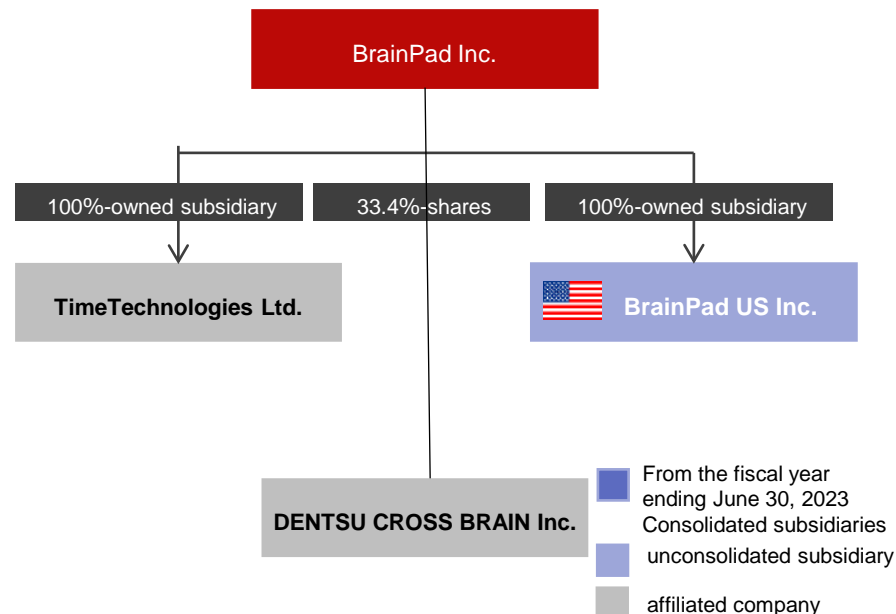 BrainPad Inc.
100%-owned subsidiary
33.4%-shares
100%-owned subsidiary
TimeTechnologies Ltd.
BrainPad US Inc.
DENTSU CROSS BRAIN Inc.
From the fiscal year
ending June 30, 2023
Consolidated subsidiaries
unconsolidated subsidiary
affiliated company